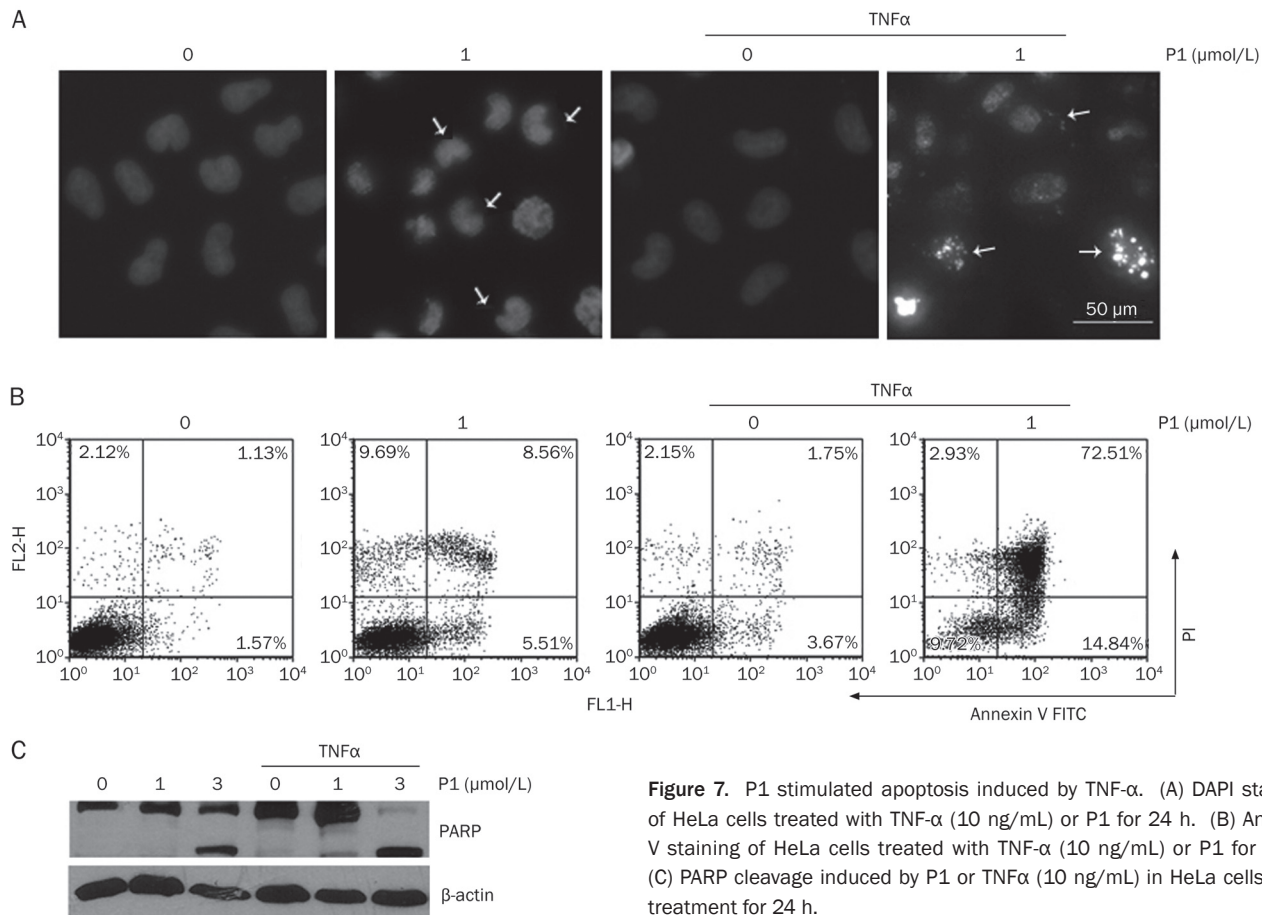 A
TNFα
0 1 0 1 P1 (µmol/L)
50 µm
B
TNFα
0 1 0 1 P1 (µmol/L)
10⁴ 2.12% 1.13% 9.69% 8.56% 10⁴ 2.15% 1.75% 10⁴ 2.93% 72.51%
10³ 10³ 10³ 10³
FL2-H 10² 10² 10² 10²
10¹ 10¹ 10¹ 10¹
10⁰ 1.57% 10⁰ 5.51% 10⁰ 3.67% 10⁰ 9.72% 14.84% PI
10⁰ 10¹ 10² 10³ 10⁴ 10⁰ 10¹ 10² 10³ 10⁴ 10⁰ 10¹ 10² 10³ 10⁴ 10⁰ 10¹ 10² 10³ 10⁴
FL1-H
Annexin V FITC
C
TNFα
0 1 3 0 1 3 P1 (µmol/L)
PARP
β-actin
Figure 7. P1 stimulated apoptosis induced by TNF-α. (A) DAPI sta
of HeLa cells treated with TNF-α (10 ng/mL) or P1 for 24 h. (B) An
V staining of HeLa cells treated with TNF-α (10 ng/mL) or P1 for
(C) PARP cleavage induced by P1 or TNFα (10 ng/mL) in HeLa cells
treatment for 24 h.